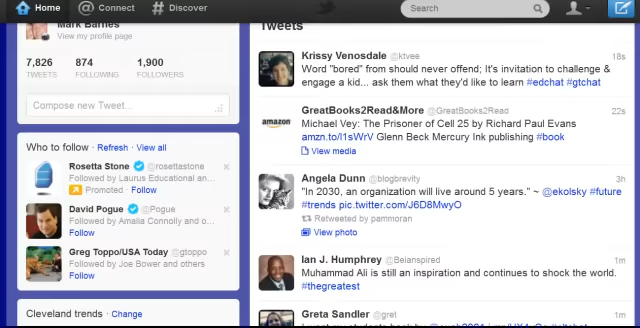 Home
Connect
Discover
Search
Mark Barnes
View my profile page
7,826
874
1,900
TWEETS
FOLLOWING
FOLLOWERS
Compose new Tweet...
Who to follow · Refresh · View all
Rosetta Stone @rosettastone
Followed by Laurus Educational an...
Promoted · Follow
David Pogue @Pogue
Followed by Amalia Connolly and o...
Follow
Greg Toppo/USA Today @gtoppo
Followed by Joe Bower and others
Follow
Cleveland trends · Change
Tweets
Krissy Venosdale @ktvee 18s
Word "bored" from should never offend; It's invitation to challenge &
engage a kid... ask them what they'd like to learn #edchat #gtchat
amazon
GreatBooks2Read&More @GreatBooks2Read 22s
Michael Vey: The Prisoner of Cell 25 by Richard Paul Evans
amzn.to/I1sWrV Glenn Beck Mercury Ink publishing #book
View media
Angela Dunn @blogbrevity 3h
"In 2030, an organization will live around 5 years." ~ @ekolsky #future
#trends pic.twitter.com/J6D8MwyO
Retweeted by pammoran
View photo
Ian J. Humphrey @Beianspired 1m
Muhammad Ali is still an inspiration and continues to shock the world.
#thegreatest
Greta Sandler @gret 1m